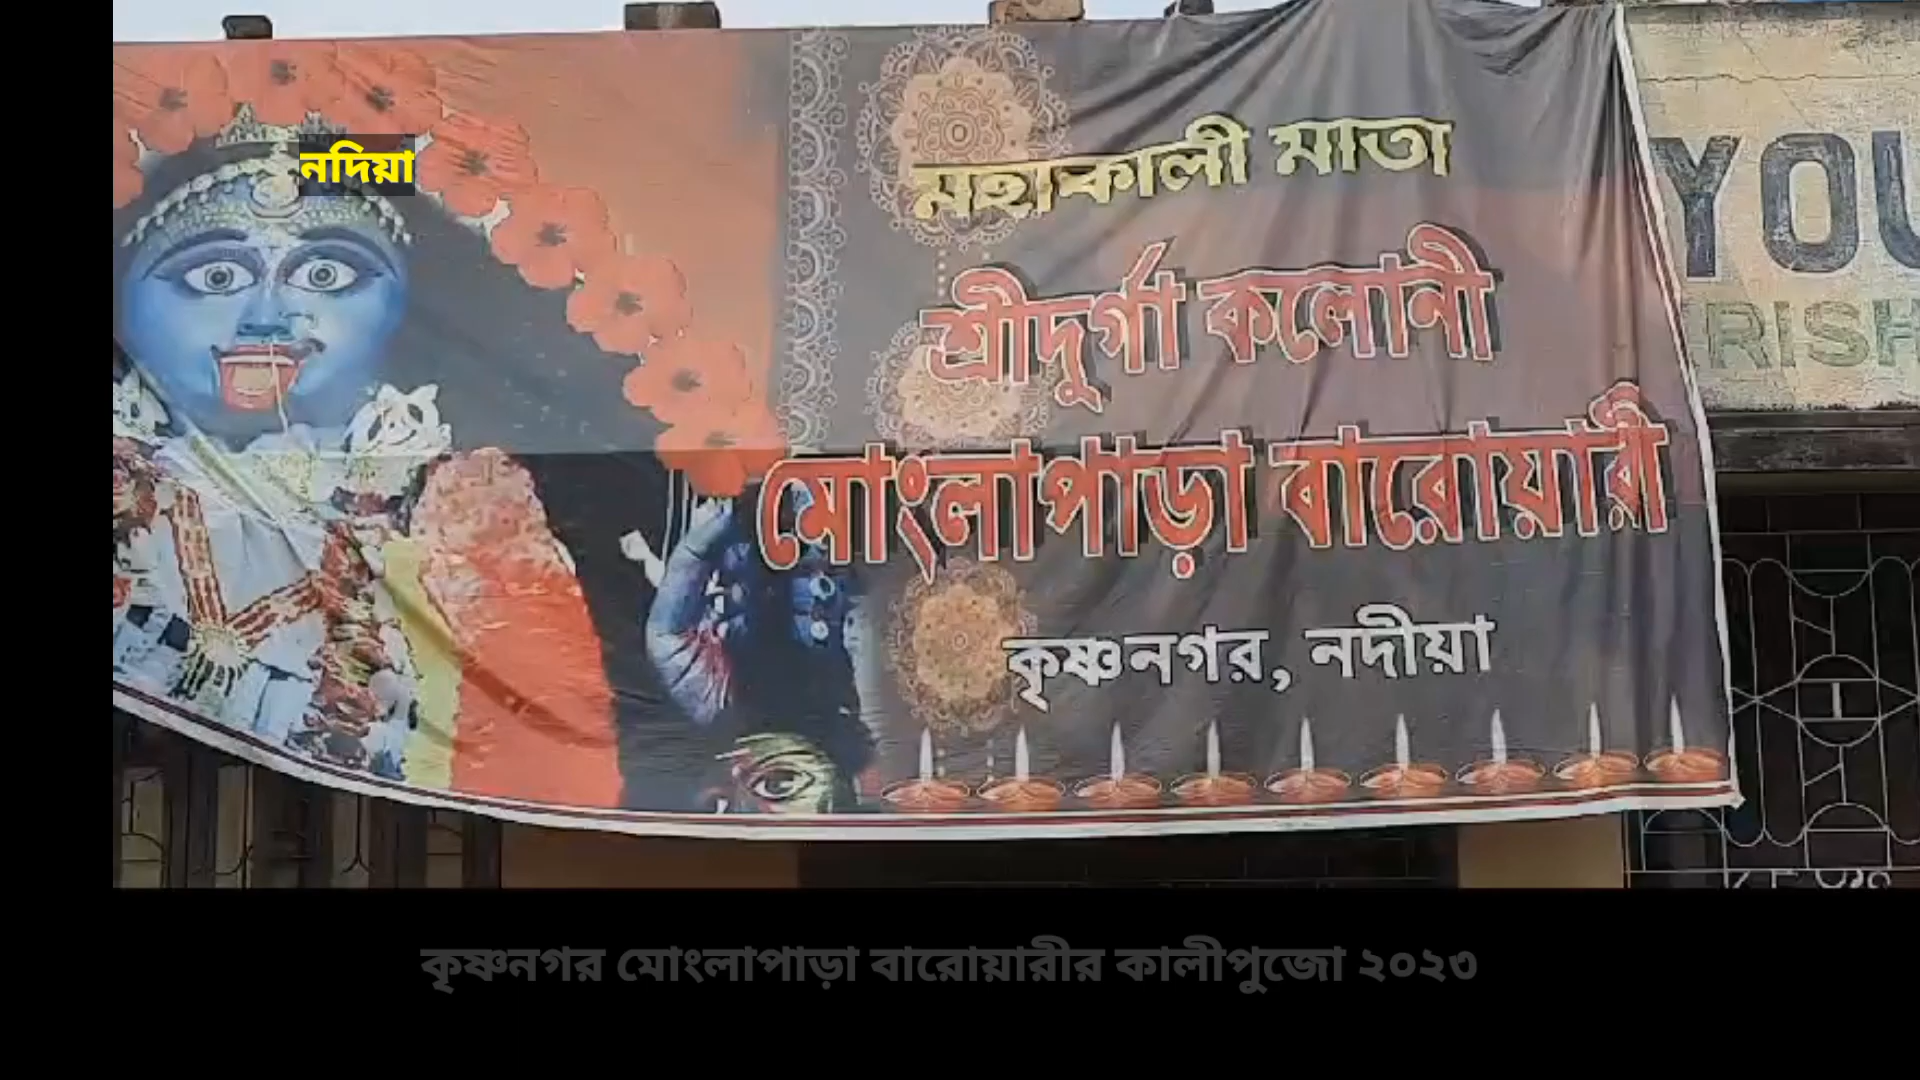 নদিয়া
মহাকালী মাতা
শ্রীদুর্গা কলোনী
মোংলাপাড়া বারোয়ারী
কৃষ্ণনগর, নদীয়া
YOU
RISH
কৃষ্ণনগর মোংলাপাড়া বারোয়ারীর কালীপুজো ২০২৩